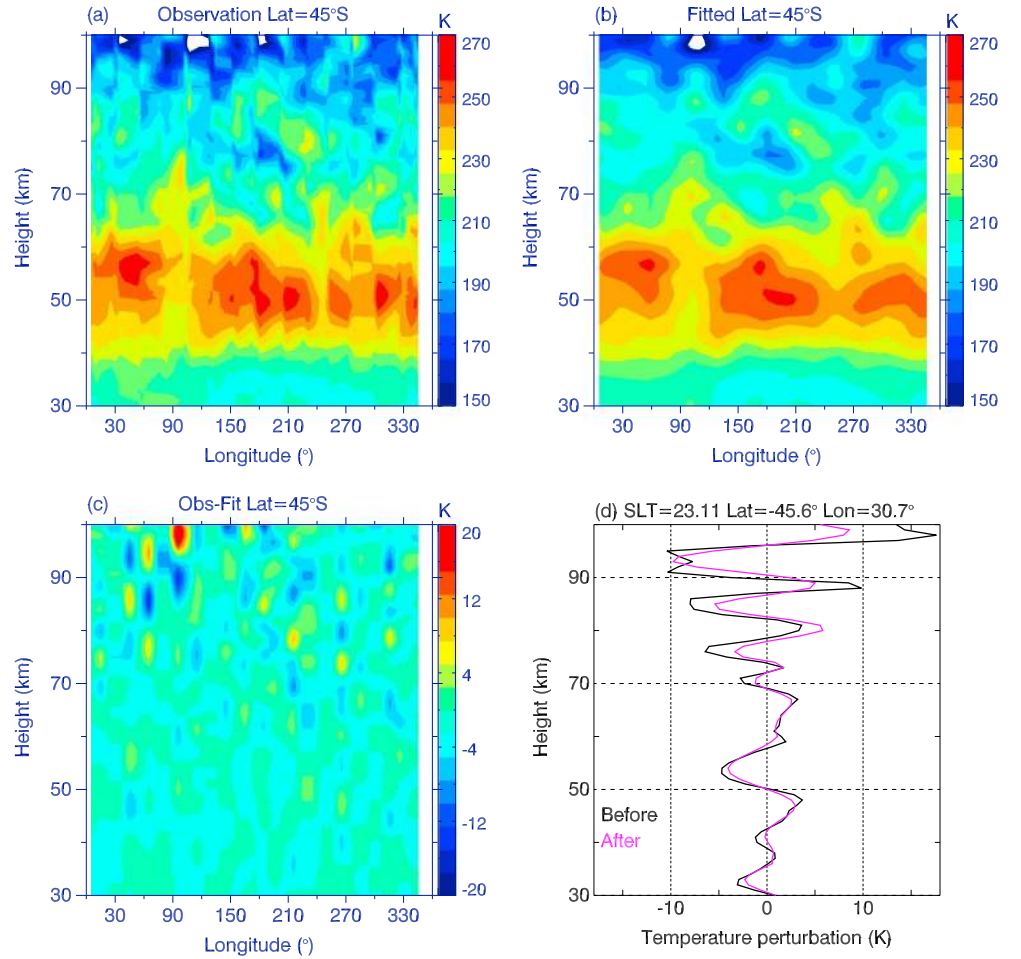 (a) Observation Lat=45°S K
270
250
230
210
190
170
150
90
70
50
30
Height (km)
30 90 150 210 270 330
Longitude (°)
(b) Fitted Lat=45°S K
270
250
230
210
190
170
150
90
70
50
30
Height (km)
30 90 150 210 270 330
Longitude (°)
(c) Obs-Fit Lat=45°S K
20
12
4
-4
-12
-20
90
70
50
30
Height (km)
30 90 150 210 270 330
Longitude (°)
(d) SLT=23.11 Lat=-45.6° Lon=30.7°
90
70
50
30
Height (km)
Before
After
-10 0 10
Temperature perturbation (K)